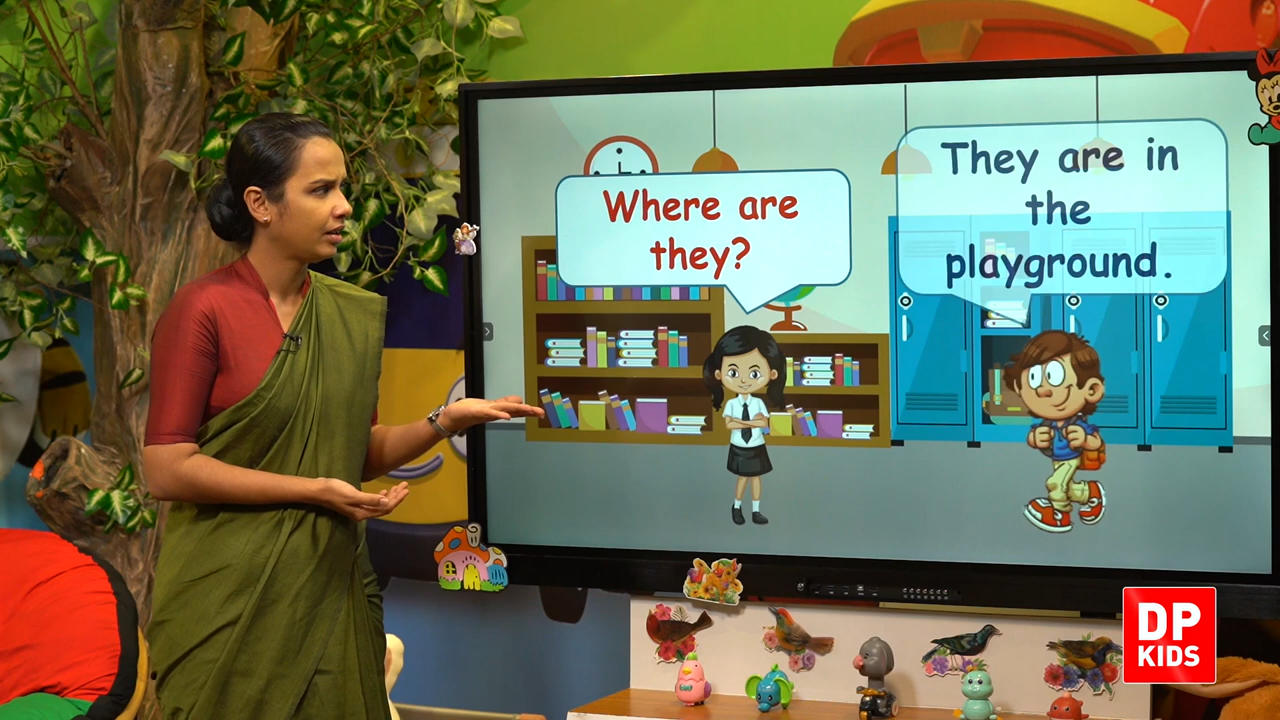 Where are
they?
They are in
the
playground.
DP
KIDS